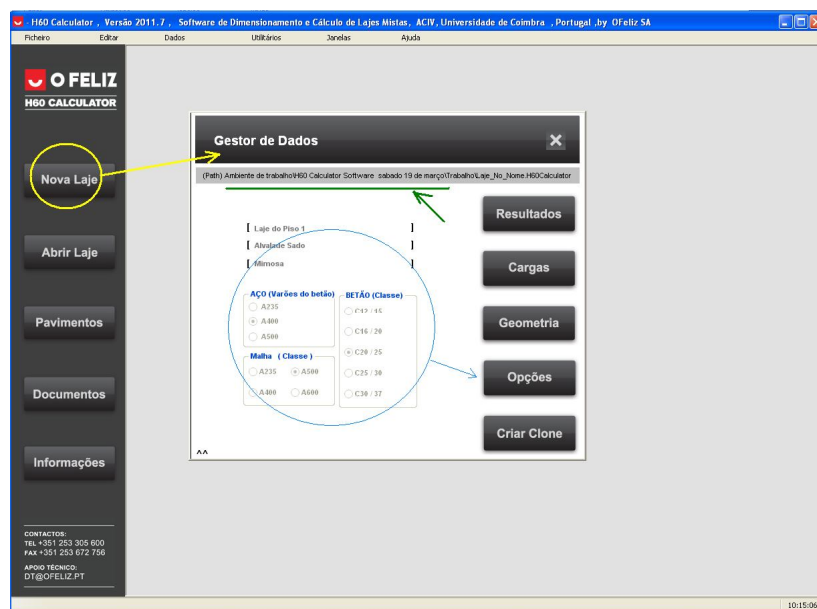 H60 Calculator , Versão 2011.7 , Software de Dimensionamento e Cálculo de Lajes Mistas, ACIV, Universidade de Coimbra , Portugal ,by OFeliz SA
Ficheiro Editar Dados Utilitários Janelas Ajuda
O FELIZ
H60 CALCULATOR
Nova Laje
Abrir Laje
Pavimentos
Documentos
Informações
CONTACTOS:
TEL +351 253 305 600
FAX +351 253 672 756
APOIO TÉCNICO:
DT@OFELIZ.PT
Gestor de Dados
(Path) Ambiente de trabalho\H60 Calculator Software sabado 19 de março\Trabalho\Laje_No_Nome.H60Calculator
[ Laje do Piso 1 ]
[ Alvalade Sado ]
[ Mimosa ]
AÇO (Varões do betão)
A235
A400
A500
Malha ( Classe )
A235 A500
A400 A600
BETÃO (Classe)
C12 / 15
C16 / 20
C20 / 25
C25 / 30
C30 / 37
Resultados
Cargas
Geometria
Opções
Criar Clone
^^
10:15:06